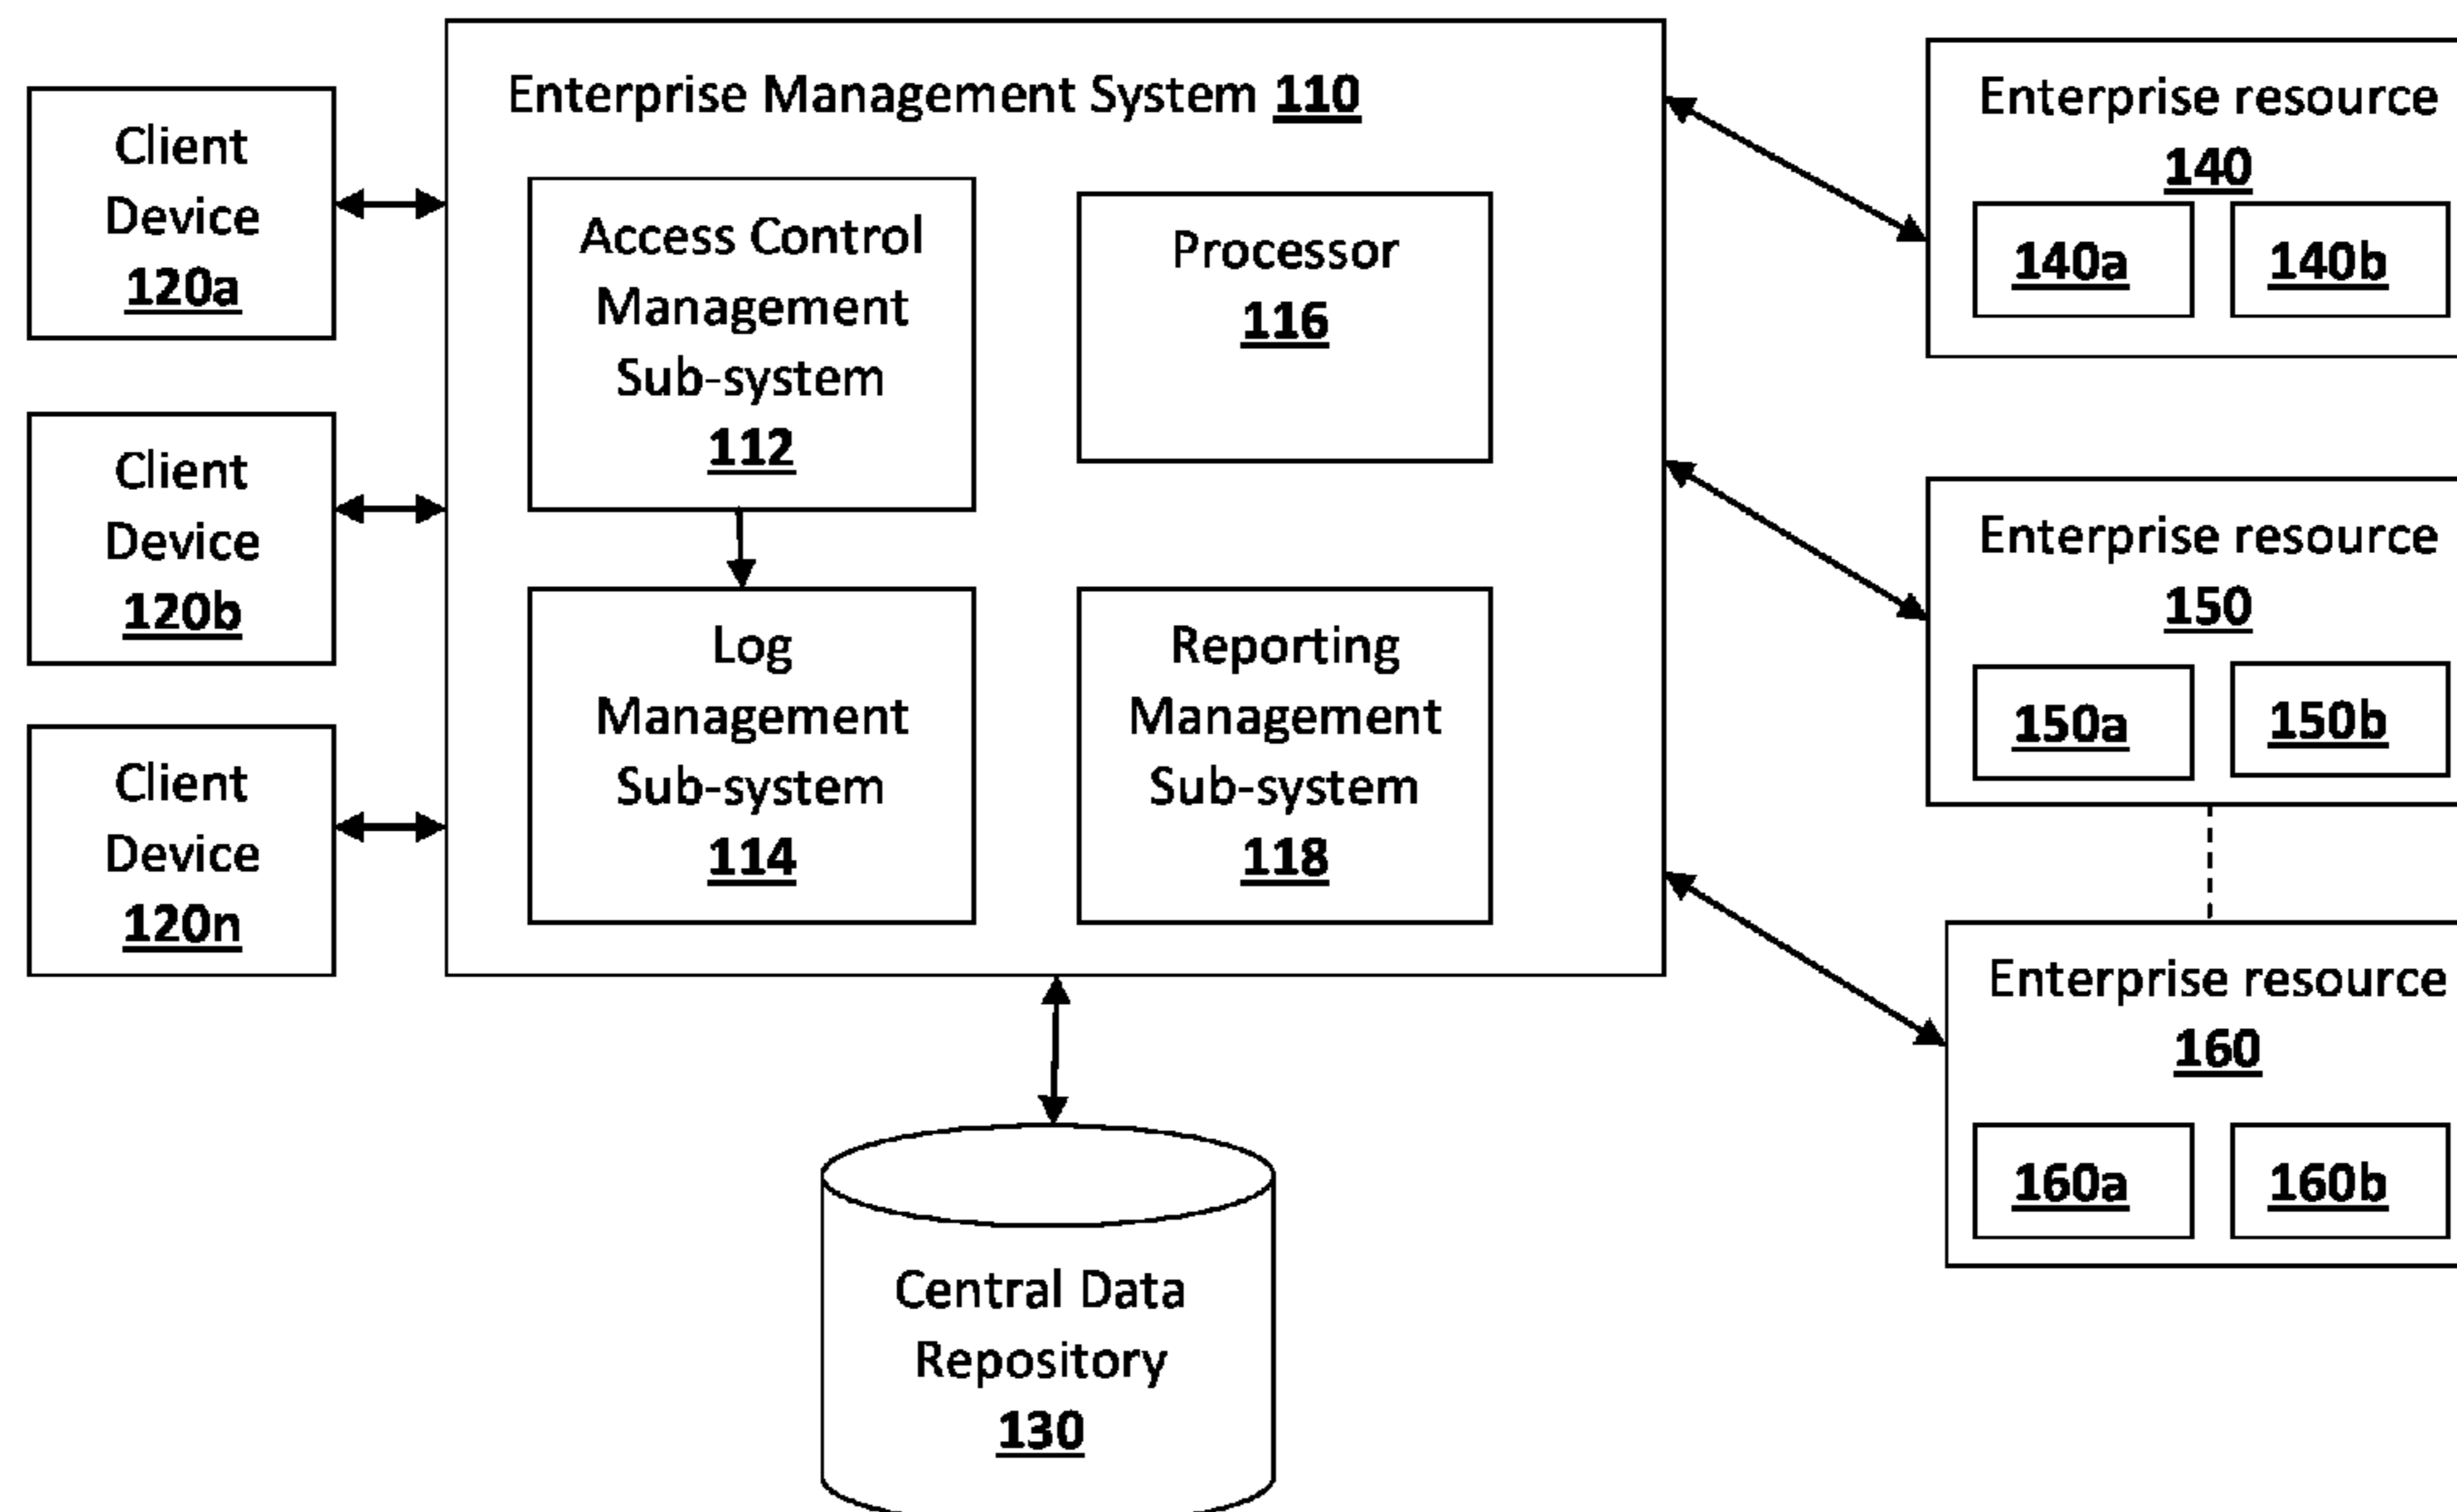 Client
Device
120a
Client
Device
120b
Client
Device
120n
Enterprise Management System 110
Access Control
Management
Sub-system
112
Processor
116
Log
Management
Sub-system
114
Reporting
Management
Sub-system
118
Central Data
Repository
130
Enterprise resource
140
140a
140b
Enterprise resource
150
150a
150b
Enterprise resource
160
160a
160b